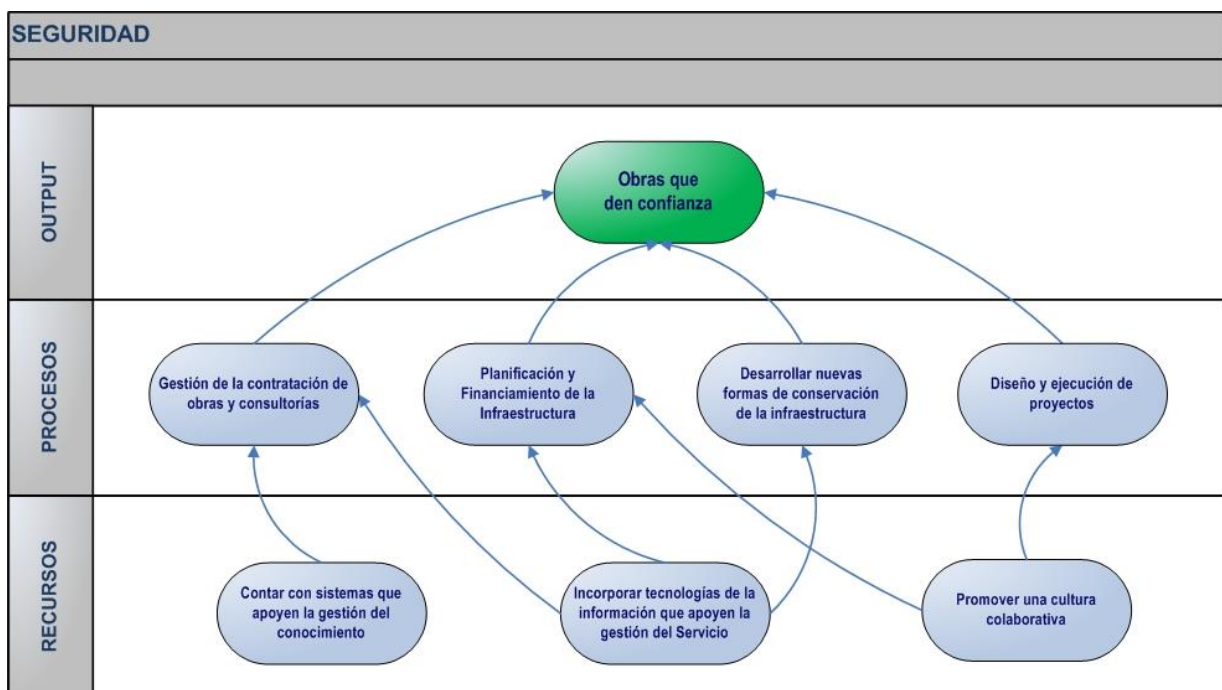 SEGURIDAD
OUTPUT
Obras que
den confianza
PROCESOS
Gestión de la contratación de
obras y consultorías
Planificación y
Financiamiento de la
Infraestructura
Desarrollar nuevas
formas de conservación
de la infraestructura
Diseño y ejecución de
proyectos
RECURSOS
Contar con sistemas que
apoyen la gestión del
conocimiento
Incorporar tecnologías de la
información que apoyen la
gestión del Servicio
Promover una cultura
colaborativa